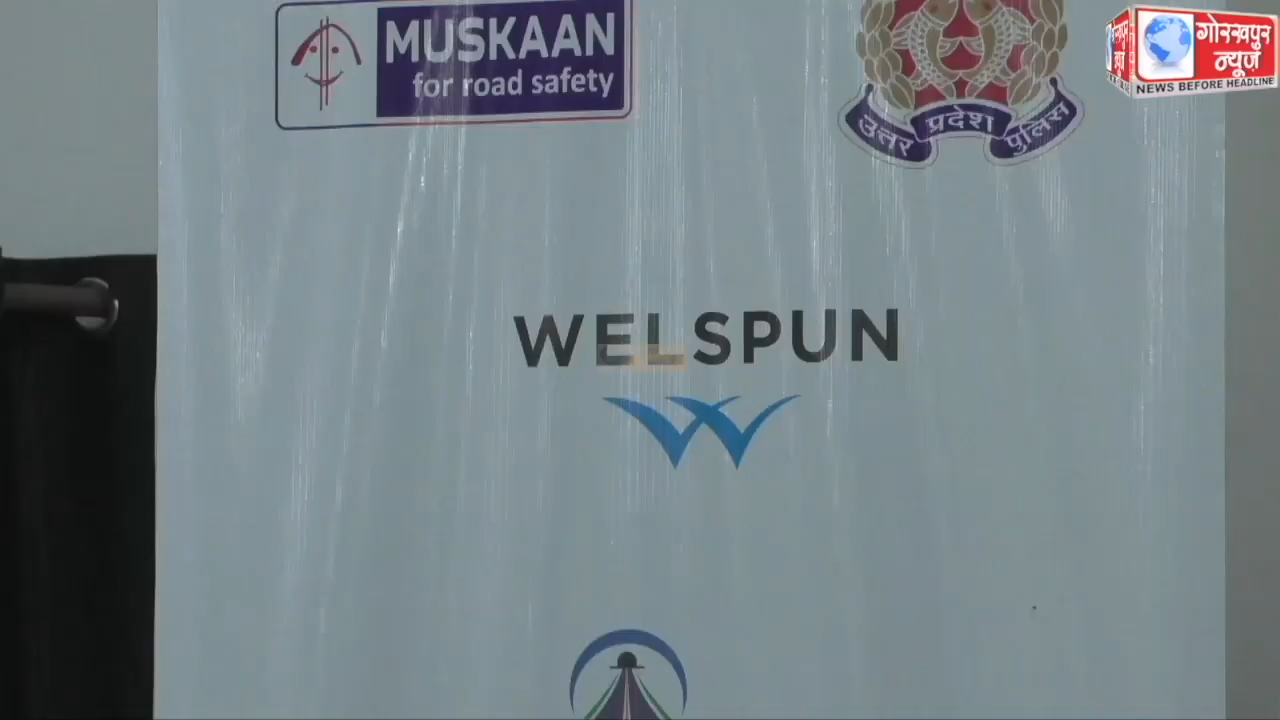 MUSKAAN
for road safety
उत्तर प्रदेश पुलिस
गोरखपुर
न्यूज़
NEWS BEFORE HEADLINE
WELSPUN